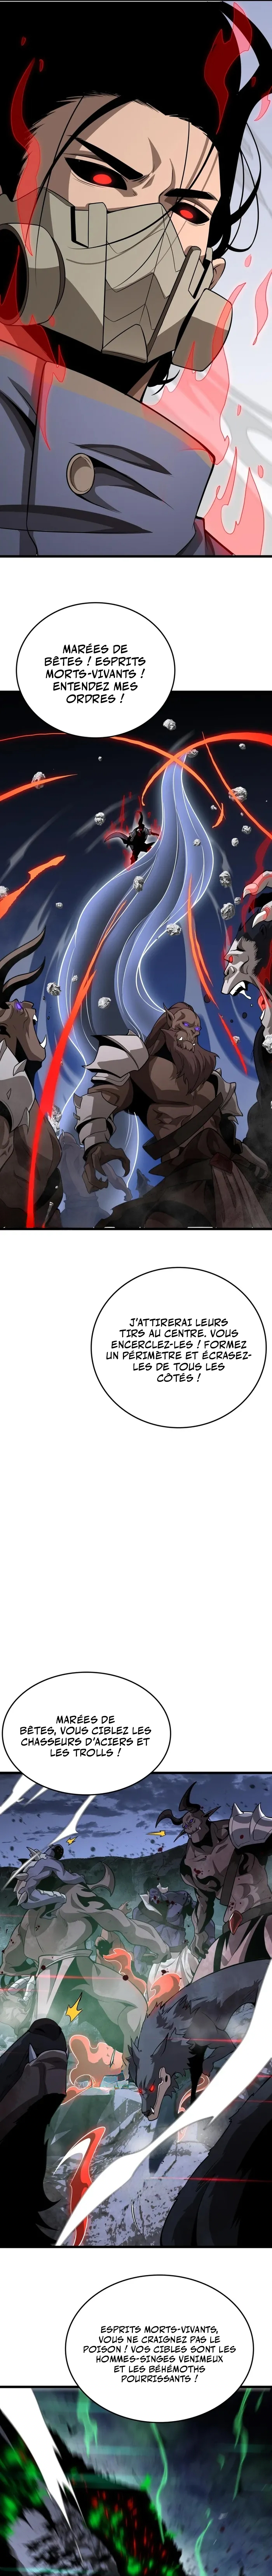 MARÉES DE
BÊTES ! ESPRITS
MORTS-VIVANTS !
ENTENDEZ MES
ORDRES !
J'ATTIRERAI LEURS
TIRS AU CENTRE. VOUS
ENCERCLEZ-LES ! FORMEZ
UN PÉRIMÈTRE ET ÉCRASEZ-
LES DE TOUS LES
CÔTÉS !
MARÉES DE
BÊTES, VOUS CIBLEZ LES
CHASSEURS D'ACIERS ET
LES TROLLS !
ESPRITS MORTS-VIVANTS,
VOUS NE CRAIGNEZ PAS LE
POISON ! VOS CIBLES SONT LES
HOMMES-SINGES VENIMEUX
ET LES BÉHÉMOTHS
POURRISSANTS !